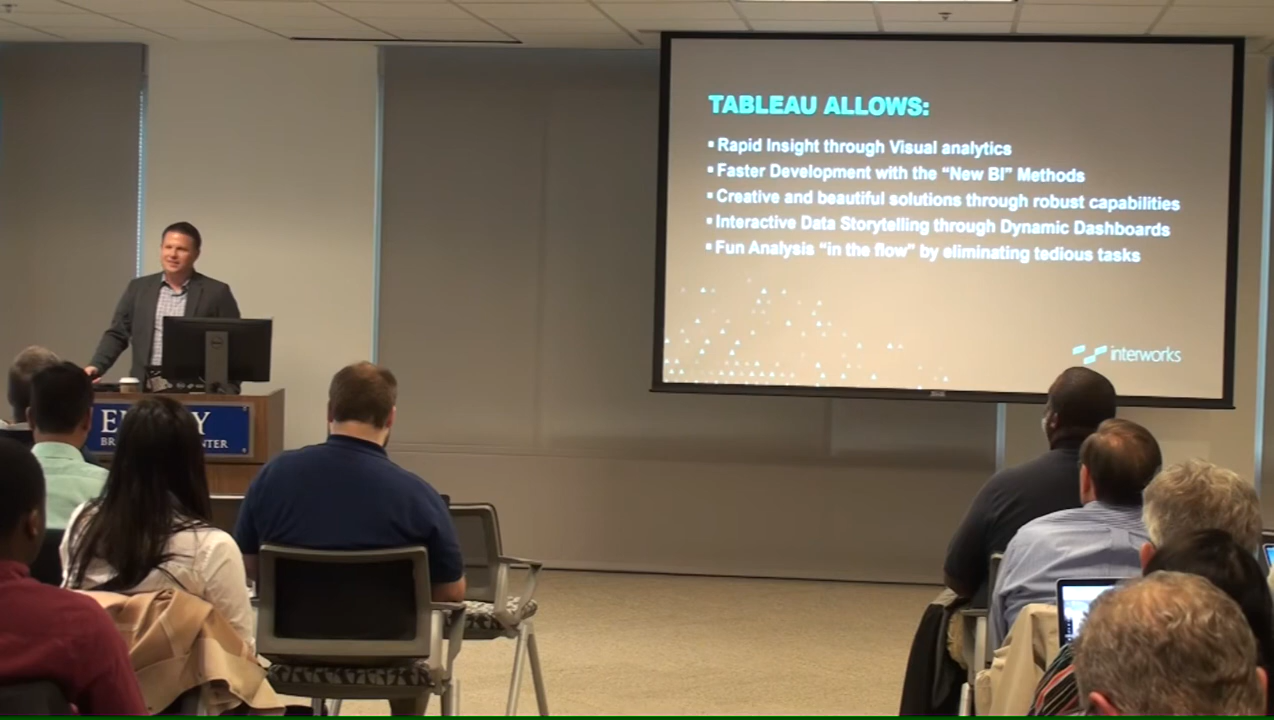 TABLEAU ALLOWS:
▪ Rapid Insight through Visual analytics
▪ Faster Development with the “New BI” Methods
▪ Creative and beautiful solutions through robust capabilities
▪ Interactive Data Storytelling through Dynamic Dashboards
▪ Fun Analysis “in the flow” by eliminating tedious tasks
interworks